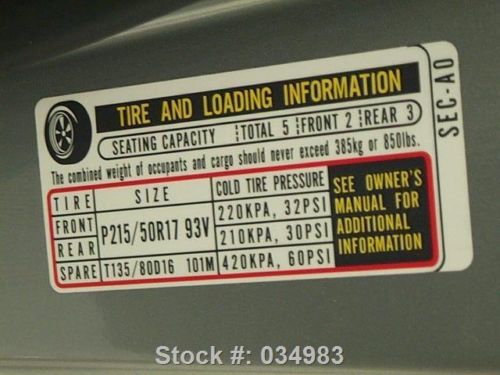 TIRE AND LOADING INFORMATION
SEATING CAPACITY TOTAL 5 FRONT 2 REAR 3
The combined weight of occupants and cargo should never exceed 385kg or 850lbs.
TIRE SIZE COLD TIRE PRESSURE
FRONT P215/50R17 93V 220KPA, 32PSI
REAR 210KPA, 30PSI
SPARE T135/80D16 101M 420KPA, 60PSI
SEE OWNER'S
MANUAL FOR
ADDITIONAL
INFORMATION
SEC-A0
Stock #: 034983